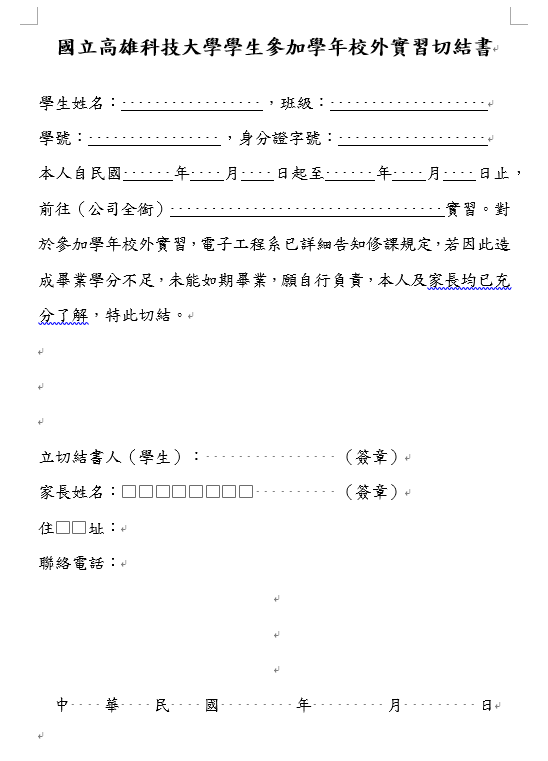 國立高雄科技大學學生參加學年校外實習切結書
學生姓名：，班級：
學號：，身分證字號：
本人自民國年月日起至年月日止，
前往（公司全銜）實習。對
於參加學年校外實習，電子工程系已詳細告知修課規定，若因此造
成畢業學分不足，未能如期畢業，願自行負責，本人及家長均已充
分了解，特此切結。
立切結書人（學生）：（簽章）
家長姓名：□□□□□□□□（簽章）
住□□址：
聯絡電話：
中華民國年月日